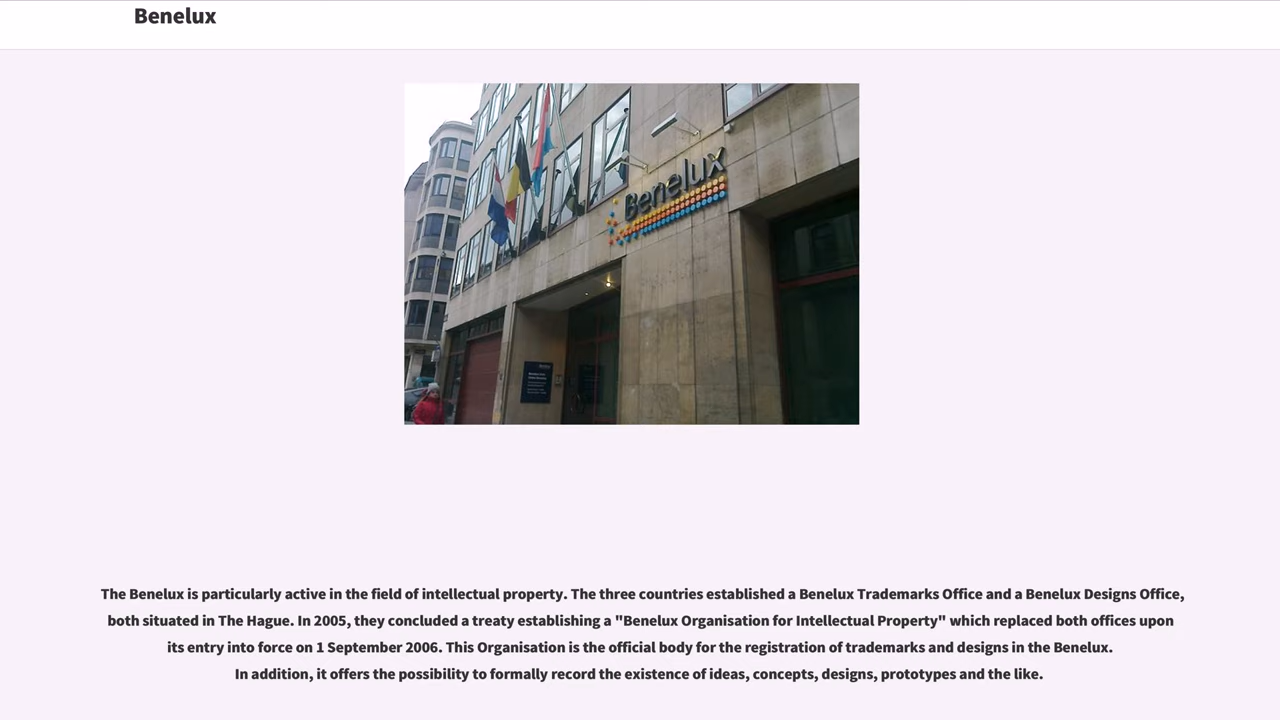 Benelux
Benelux
The Benelux is particularly active in the field of intellectual property. The three countries established a Benelux Trademarks Office and a Benelux Designs Office,
both situated in The Hague. In 2005, they concluded a treaty establishing a "Benelux Organisation for Intellectual Property" which replaced both offices upon
its entry into force on 1 September 2006. This Organisation is the official body for the registration of trademarks and designs in the Benelux.
In addition, it offers the possibility to formally record the existence of ideas, concepts, designs, prototypes and the like.